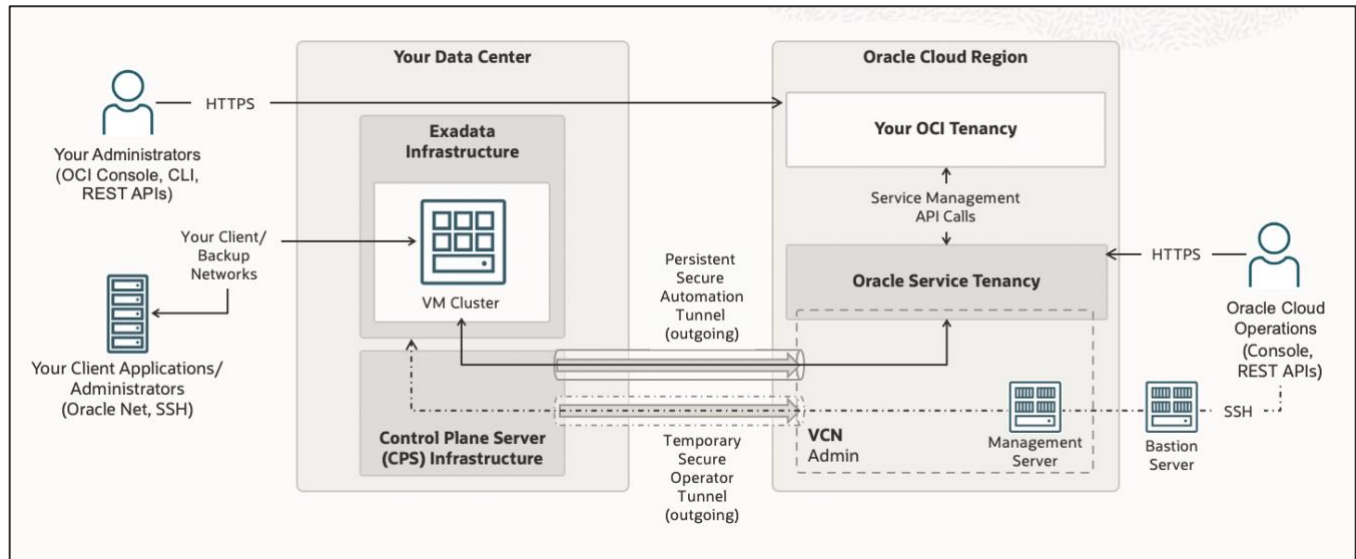 Your Data Center
Oracle Cloud Region
HTTPS
Your Administrators
(OCI Console, CLI,
REST APIs)
Exadata
Infrastructure
Your OCI Tenancy
Service Management
API Calls
Your Client/
Backup
Networks
VM Cluster
Persistent
Secure
Automation
Tunnel
(outgoing)
Oracle Service Tenancy
HTTPS
Oracle Cloud
Operations
(Console,
REST APIs)
Your Client Applications/
Administrators
(Oracle Net, SSH)
Control Plane Server
(CPS) Infrastructure
Temporary
Secure
Operator
Tunnel
(outgoing)
VCN
Admin
Management
Server
Bastion
Server
SSH